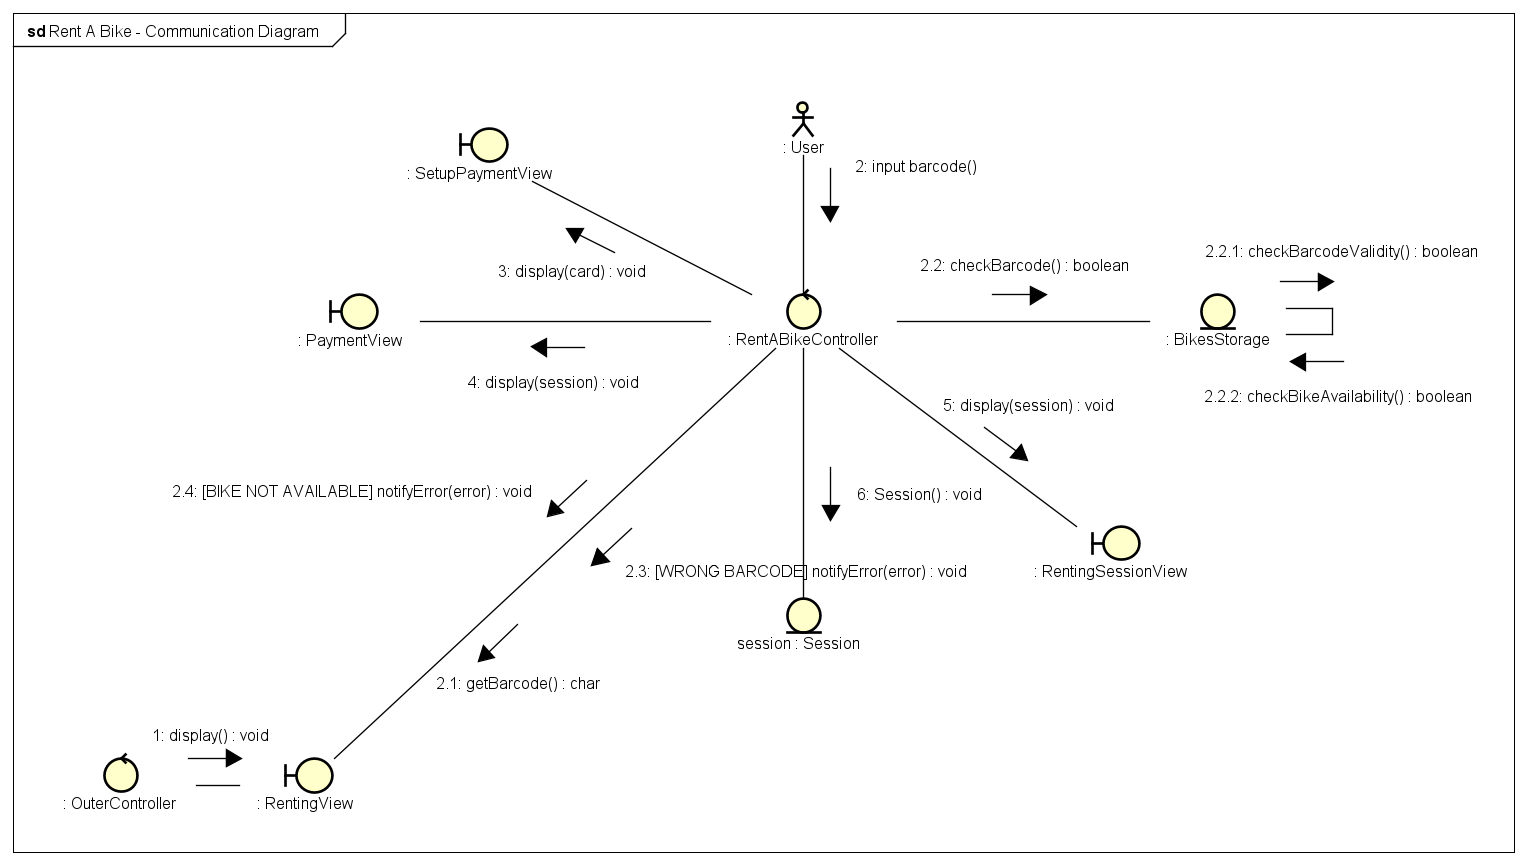 sd Rent A Bike - Communication Diagram
: User
2: input barcode()
: SetupPaymentView
3: display(card) : void
2.2: checkBarcode() : boolean
2.2.1: checkBarcodeValidity() : boolean
: PaymentView
: RentABikeController
: BikesStorage
4: display(session) : void
2.2.2: checkBikeAvailability() : boolean
5: display(session) : void
2.4: [BIKE NOT AVAILABLE] notifyError(error) : void
6: Session() : void
2.3: [WRONG BARCODE] notifyError(error) : void
: RentingSessionView
session : Session
2.1: getBarcode() : char
1: display() : void
: OuterController
: RentingView